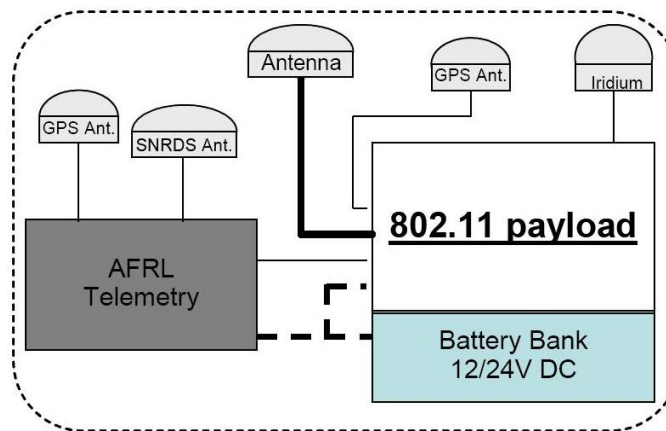 Antenna
GPS Ant.
Iridium
GPS Ant.
SNRDS Ant.
802.11 payload
AFRL
Telemetry
Battery Bank
12/24V DC